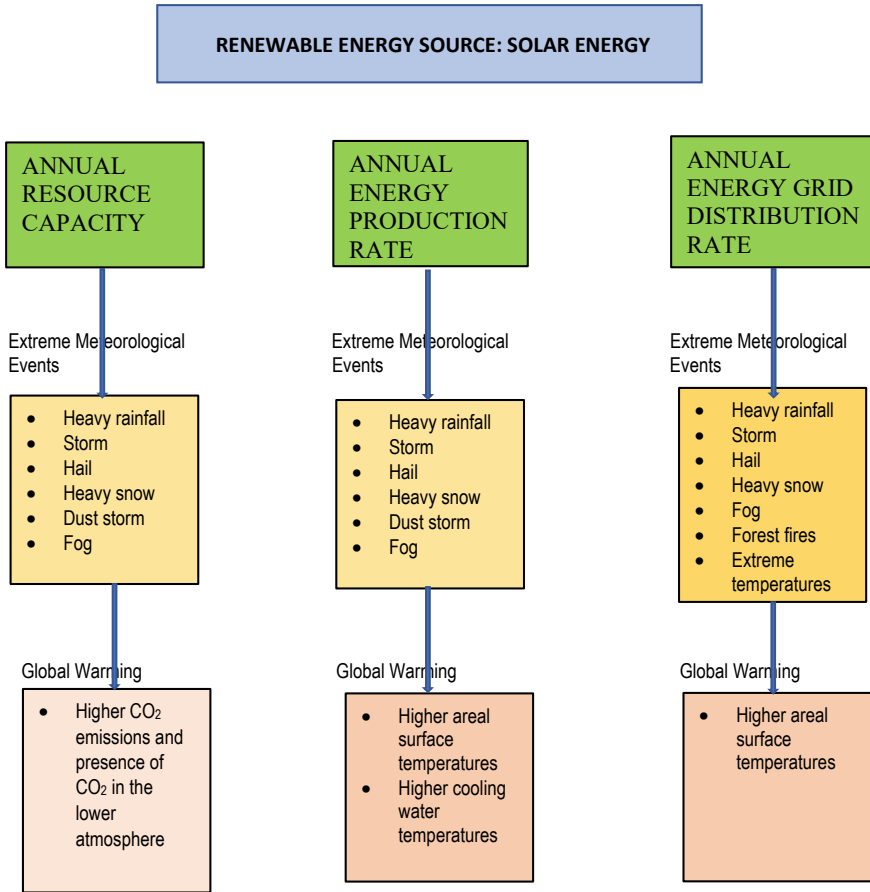 RENEWABLE ENERGY SOURCE: SOLAR ENERGY
ANNUAL
RESOURCE
CAPACITY
Extreme Meteorological
Events
• Heavy rainfall
• Storm
• Hail
• Heavy snow
• Dust storm
• Fog
Global Warming
• Higher CO₂
emissions and
presence of
CO₂ in the
lower
atmosphere
ANNUAL
ENERGY
PRODUCTION
RATE
Extreme Meteorological
Events
• Heavy rainfall
• Storm
• Hail
• Heavy snow
• Dust storm
• Fog
Global Warming
• Higher areal
surface
temperatures
• Higher cooling
water
temperatures
ANNUAL
ENERGY GRID
DISTRIBUTION
RATE
Extreme Meteorological
Events
• Heavy rainfall
• Storm
• Hail
• Heavy snow
• Fog
• Forest fires
• Extreme
temperatures
Global Warming
• Higher areal
surface
temperatures